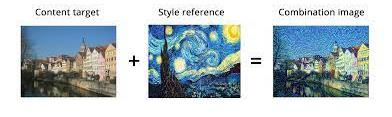 Content target
Style reference
Combination image
+
=